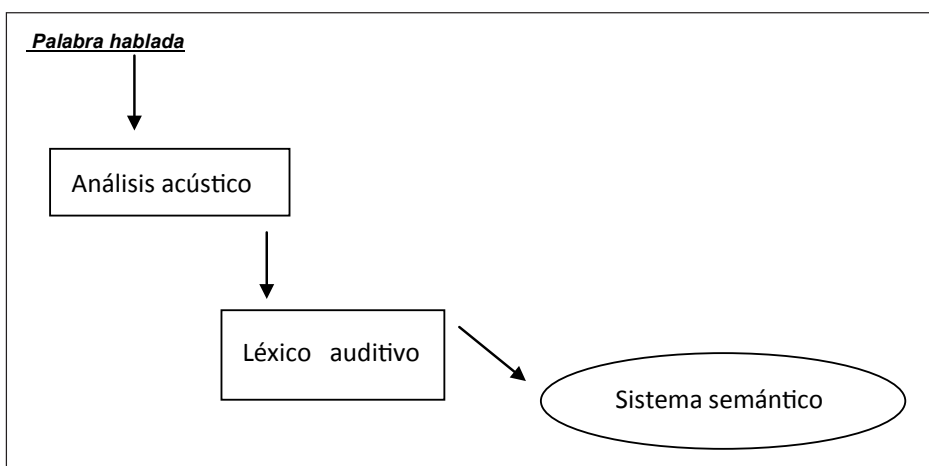 Palabra hablada
Análisis acústico
Léxico auditivo
Sistema semántico